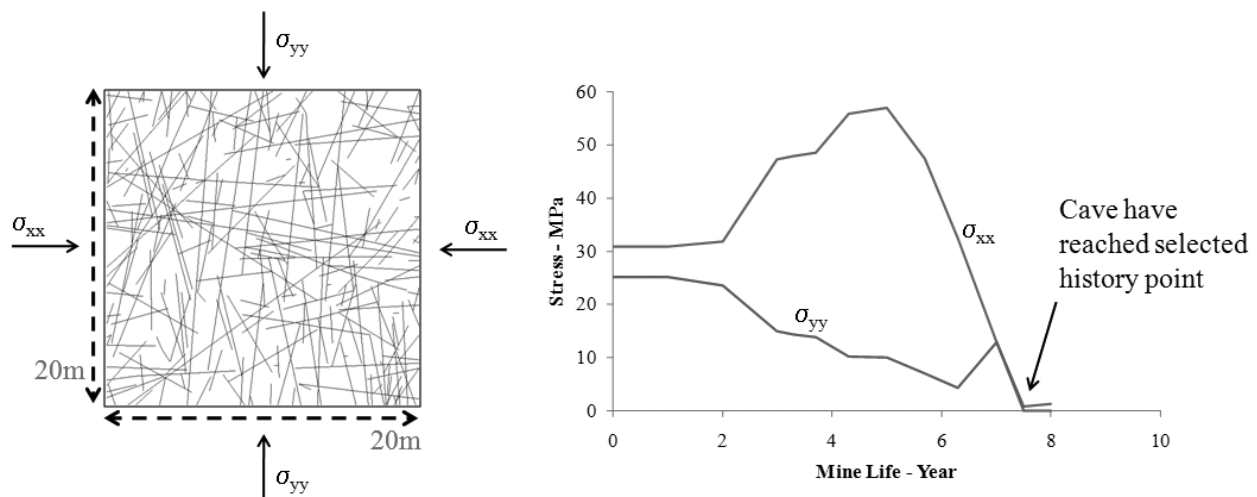 σyy
σxx
σxx
20m
20m
σyy
60
50
40
30
20
10
0
Stress - MPa
σxx
σyy
Cave have
reached selected
history point
0 2 4 6 8 10
Mine Life - Year